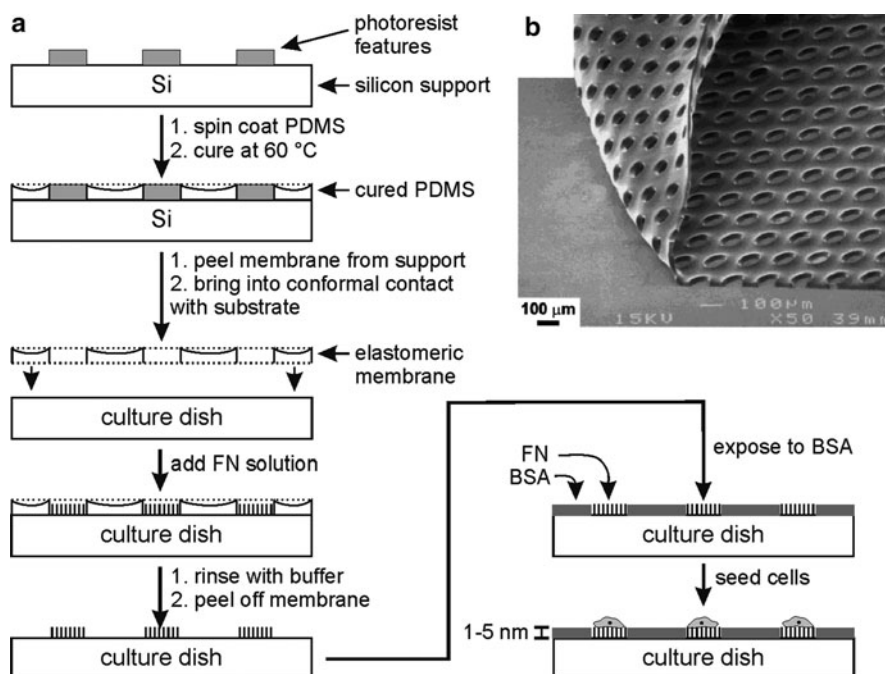 a
photoresist
features
Si
silicon support
1. spin coat PDMS
2. cure at 60 °C
cured PDMS
Si
1. peel membrane from support
2. bring into conformal contact
with substrate
elastomeric
membrane
culture dish
add FN solution
culture dish
1. rinse with buffer
2. peel off membrane
culture dish
b
100 µm
100µm
15KV X50 39mm
expose to BSA
FN
BSA
culture dish
seed cells
1-5 nm
culture dish